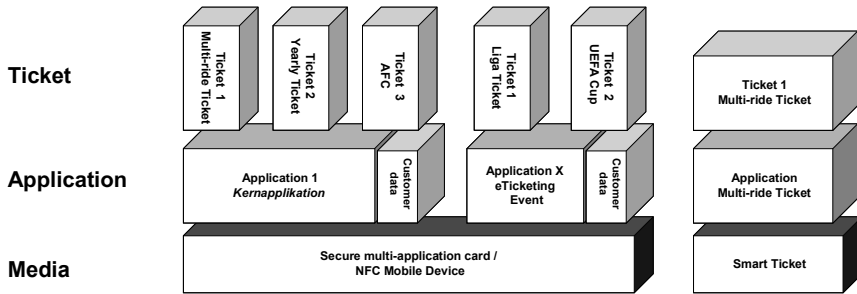 Ticket
Ticket 1
Multi-ride Ticket
Ticket 2
Yearly Ticket
Ticket 3
AFC
Ticket 1
Liga Ticket
Ticket 2
UEFA Cup
Ticket 1
Multi-ride Ticket
Application
Application 1
Kernapplikation
Customer
data
Application X
eTicketing
Event
Customer
data
Application
Multi-ride Ticket
Media
Secure multi-application card /
NFC Mobile Device
Smart Ticket